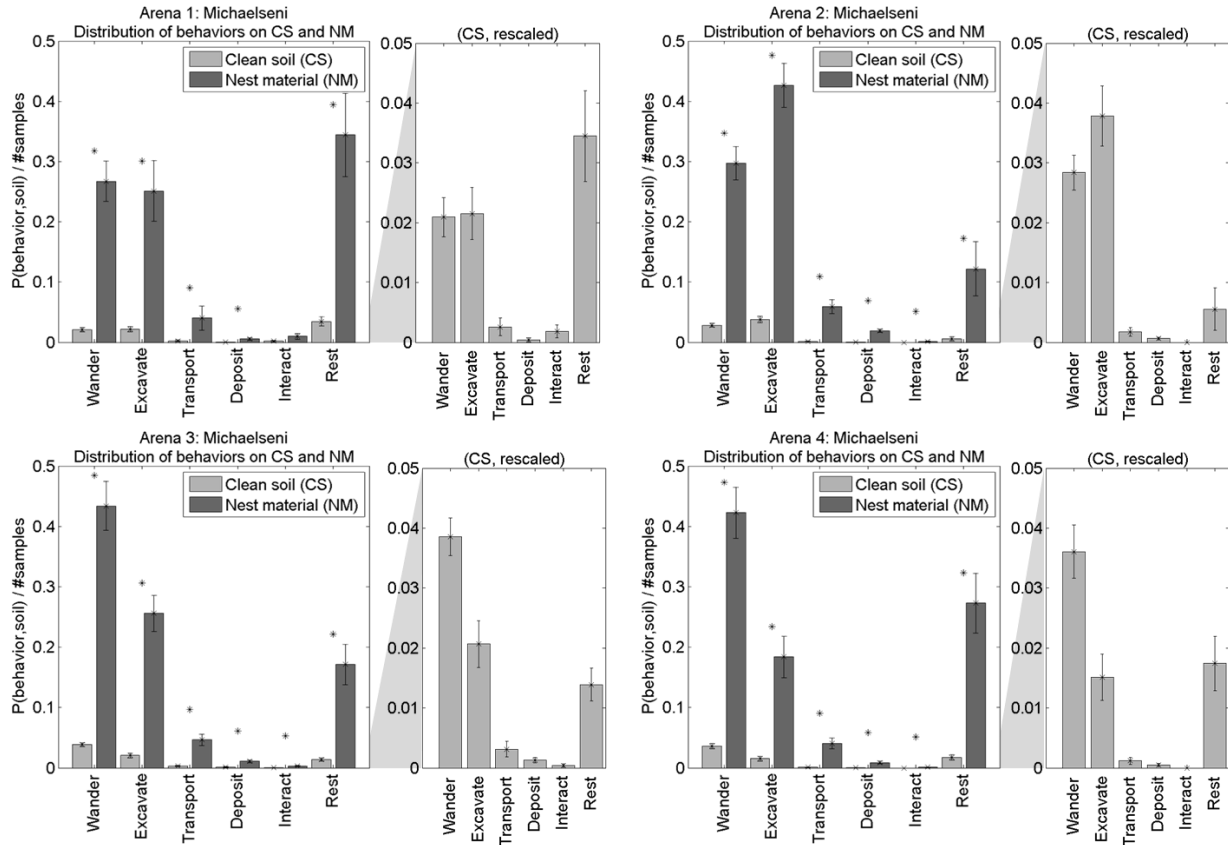 Arena 1: Michaelseni
Distribution of behaviors on CS and NM
(CS, rescaled)
Clean soil (CS)
Nest material (NM)
P(behavior,soil) / #samples
0.5
0.4
0.3
0.2
0.1
0
0.05
0.04
0.03
0.02
0.01
0.00
Wander
Excavate
Transport
Deposit
Interact
Rest
Wander
Excavate
Transport
Deposit
Interact
Rest
Arena 2: Michaelseni
Distribution of behaviors on CS and NM
(CS, rescaled)
Clean soil (CS)
Nest material (NM)
P(behavior,soil) / #samples
0.5
0.4
0.3
0.2
0.1
0
0.05
0.04
0.03
0.02
0.01
0.00
Wander
Excavate
Transport
Deposit
Interact
Rest
Wander
Excavate
Transport
Deposit
Interact
Rest
Arena 3: Michaelseni
Distribution of behaviors on CS and NM
(CS, rescaled)
Clean soil (CS)
Nest material (NM)
P(behavior,soil) / #samples
0.5
0.4
0.3
0.2
0.1
0
0.05
0.04
0.03
0.02
0.01
0.00
Wander
Excavate
Transport
Deposit
Interact
Rest
Wander
Excavate
Transport
Deposit
Interact
Rest
Arena 4: Michaelseni
Distribution of behaviors on CS and NM
(CS, rescaled)
Clean soil (CS)
Nest material (NM)
P(behavior,soil) / #samples
0.5
0.4
0.3
0.2
0.1
0
0.05
0.04
0.03
0.02
0.01
0.00
Wander
Excavate
Transport
Deposit
Interact
Rest
Wander
Excavate
Transport
Deposit
Interact
Rest